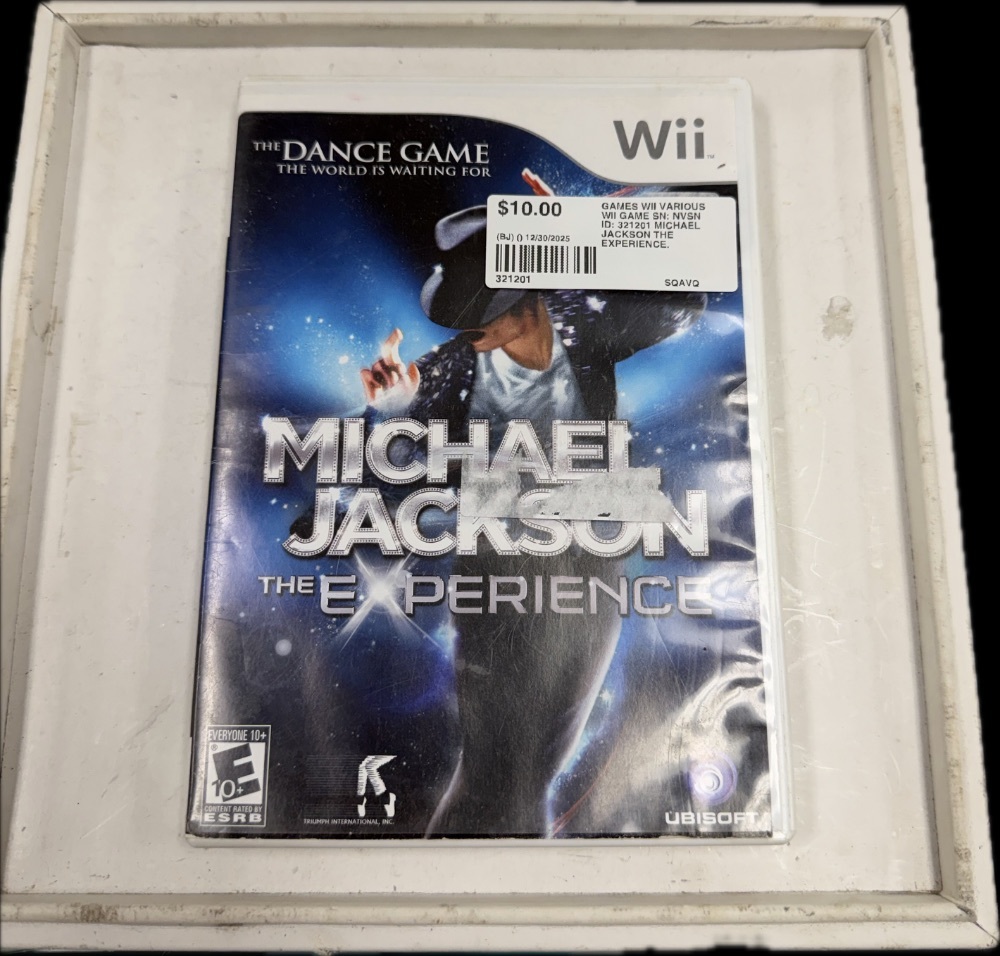 THE DANCE GAME
THE WORLD IS WAITING FOR
Wii
$10.00
(BJ) () 12/30/2025
321201
GAMES WII VARIOUS
WII GAME SN: NVSN
ID: 321201 MICHAEL
JACKSON THE
EXPERIENCE.
SQAVQ
MICHAEL
JACKSON
THE EXPERIENCE
EVERYONE 10+
E
10+
CONTENT RATED BY
ESRB
TRIUMPH INTERNATIONAL, INC.
UBISOFT